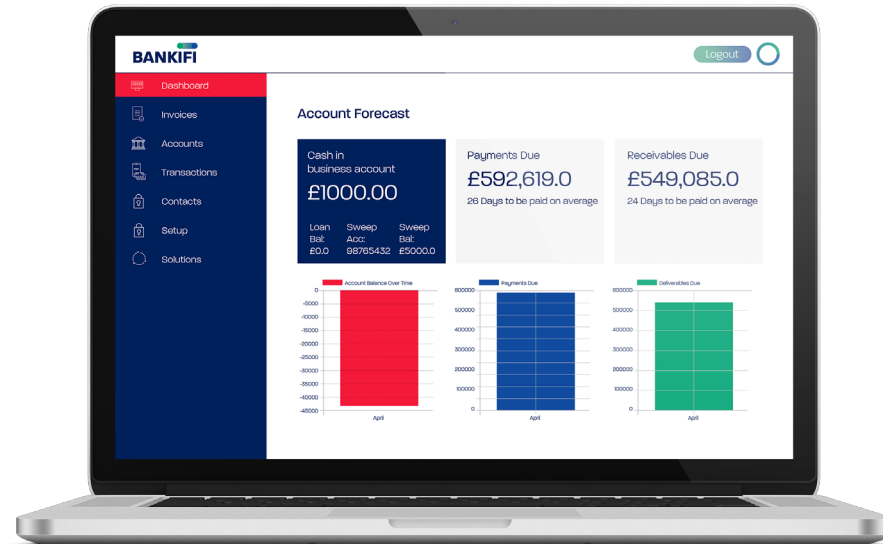 BANKIFI
Logout
Dashboard
Invoices
Accounts
Transactions
Contacts
Setup
Solutions
Account Forecast
Cash in
business account
£1000.00
Loan Bal: £0.0
Sweep Acc: 98765432
Sweep Bal: £5000.0
Payments Due
£592,619.0
26 Days to be paid on average
Receivables Due
£549,085.0
24 Days to be paid on average
Account Balance Over Time
0
-5000
-10000
-15000
-20000
-25000
-30000
-35000
-40000
-45000
April
Payments Due
600000
500000
400000
300000
200000
100000
0
April
Deliverables Due
600000
500000
400000
300000
200000
100000
0
April